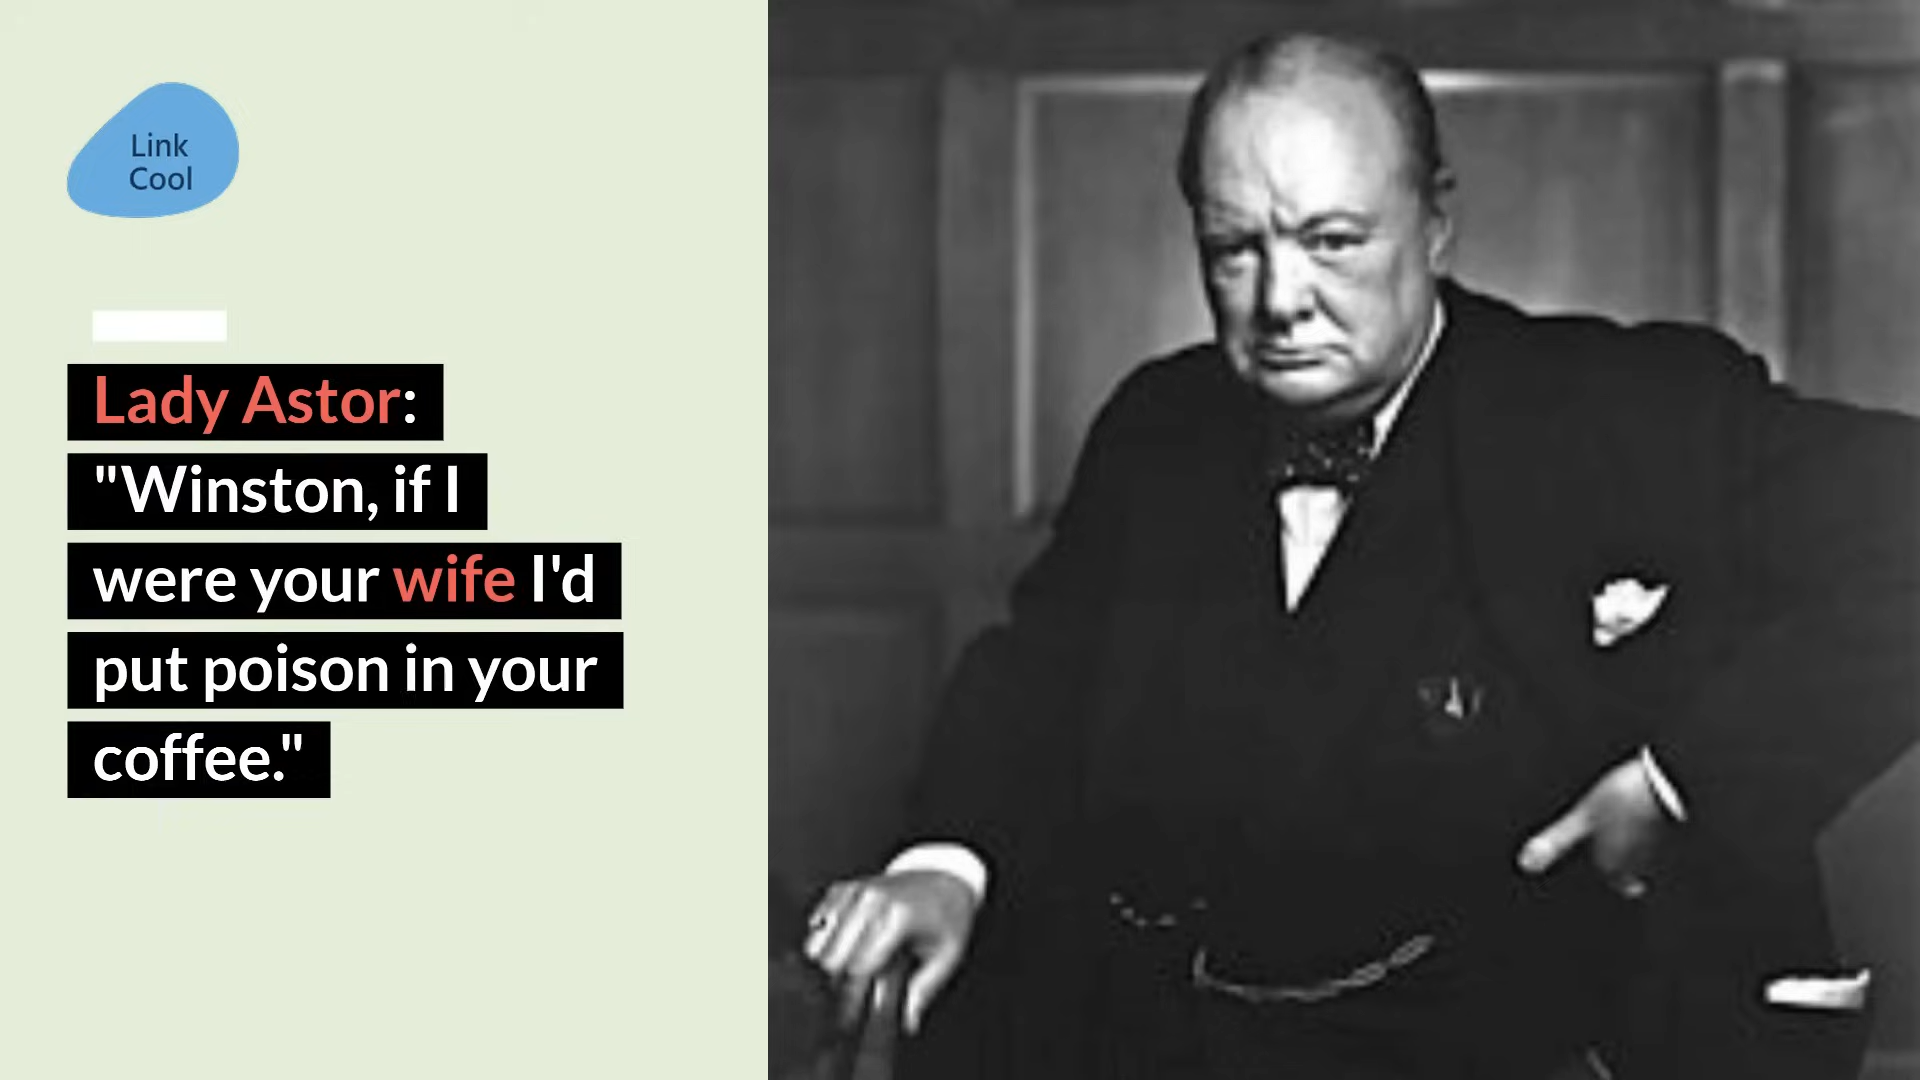 Link
Cool
Lady Astor:
"Winston, if I
were your wife I'd
put poison in your
coffee."